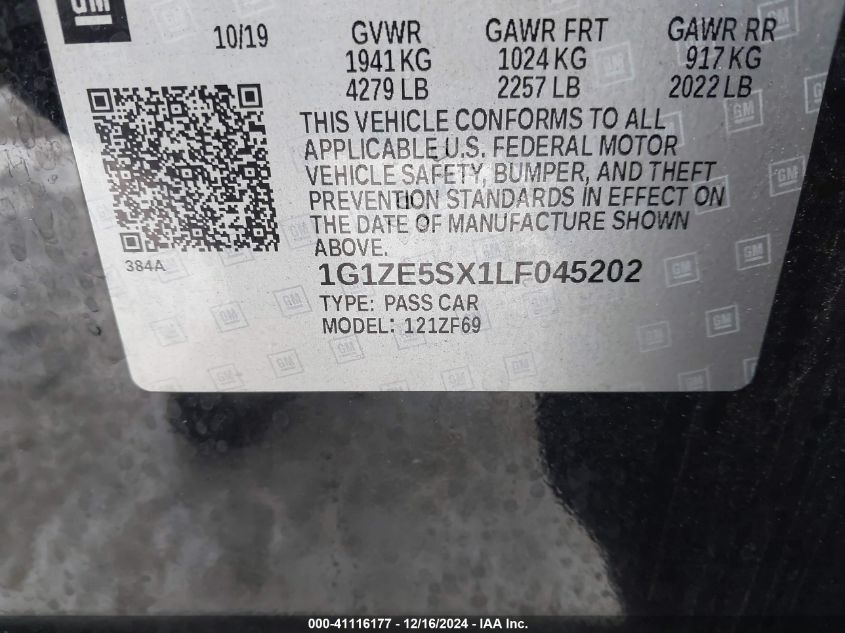 GM
10/19 GVWR GAWR FRT GAWR RR
1941 KG 1024 KG 917 KG
4279 LB 2257 LB 2022 LB
THIS VEHICLE CONFORMS TO ALL
APPLICABLE U.S. FEDERAL MOTOR
VEHICLE SAFETY, BUMPER, AND THEFT
PREVENTION STANDARDS IN EFFECT ON
THE DATE OF MANUFACTURE SHOWN
ABOVE.
384A
1G1ZE5SX1LF045202
TYPE: PASS CAR
MODEL: 121ZF69
000-41116177 - 12/16/2024 - IAA Inc.